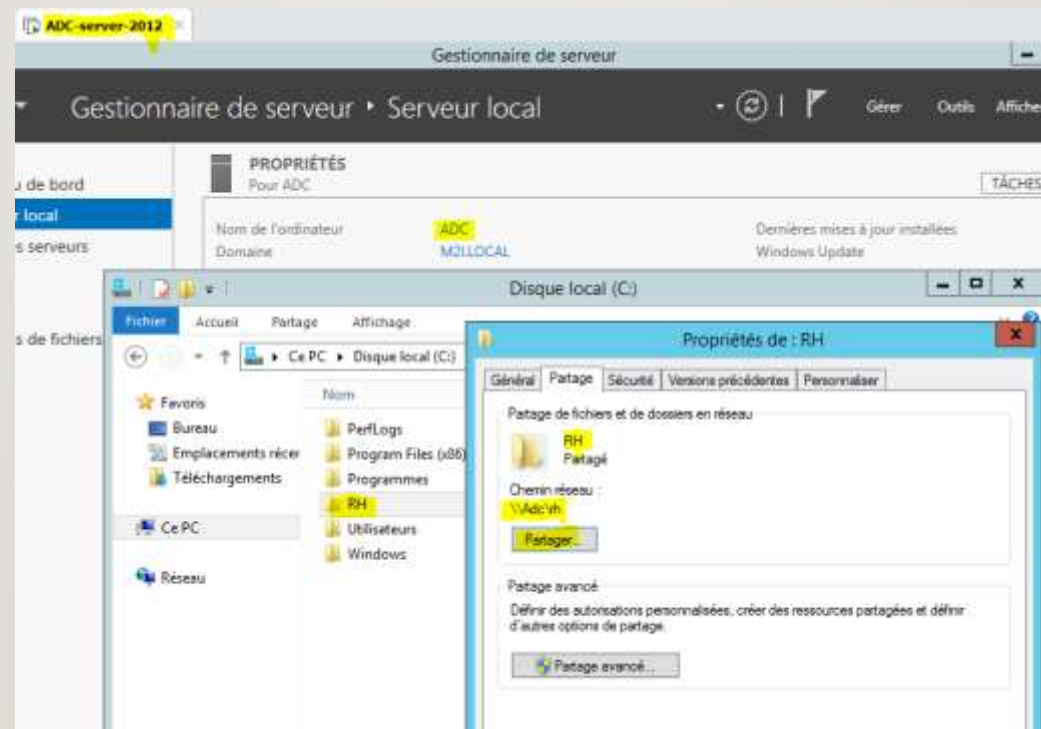 ADC-server-2012
Gestionnaire de serveur
Gestionnaire de serveur ‣ Serveur local
Gérer Outils Affiche
PROPRIÉTÉS
Pour ADC
TÂCHES
u de bord
r local
s serveurs
s de fichiers
Nom de l'ordinateur ADC
Domaine M2I.LOCAL
Dernières mises à jour installées
Windows Update
Disque local (C:)
Fichier Accueil Partage Affichage
Ce PC ‣ Disque local (C:)
Favoris
Bureau
Emplacements récer
Téléchargements
Ce PC
Réseau
Nom
PerfLogs
Program Files (x86)
Programmes
RH
Utilisateurs
Windows
Propriétés de : RH
Général Partage Sécurité Versions précédentes Personnaliser
Partage de fichiers et de dossiers en réseau
RH
Partagé
Chemin réseau :
\\Adc\rh
Partager...
Partage avancé
Définir des autorisations personnalisées, créer des ressources partagées et définir
d'autres options de partage.
Partage avancé...